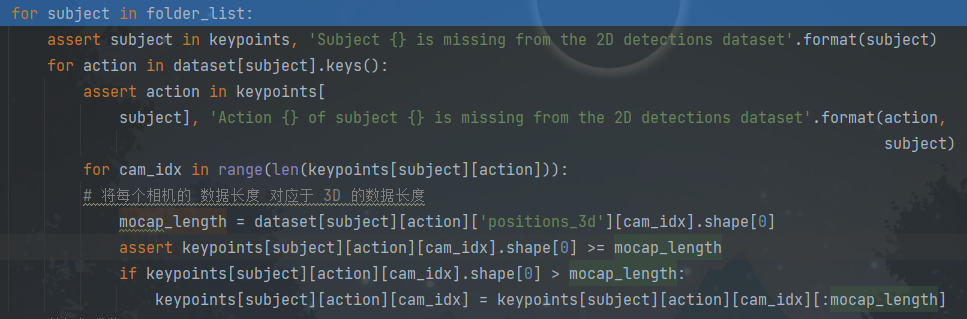 for subject in folder_list:
assert subject in keypoints, 'Subject {} is missing from the 2D detections dataset'.format(subject)
for action in dataset[subject].keys():
assert action in keypoints[
subject], 'Action {} of subject {} is missing from the 2D detections dataset'.format(action,
subject)
for cam_idx in range(len(keypoints[subject][action])):
# 将每个相机的 数据长度 对应于 3D 的数据长度
mocap_length = dataset[subject][action]['positions_3d'][cam_idx].shape[0]
assert keypoints[subject][action][cam_idx].shape[0] >= mocap_length
if keypoints[subject][action][cam_idx].shape[0] > mocap_length:
keypoints[subject][action][cam_idx] = keypoints[subject][action][cam_idx][:mocap_length]